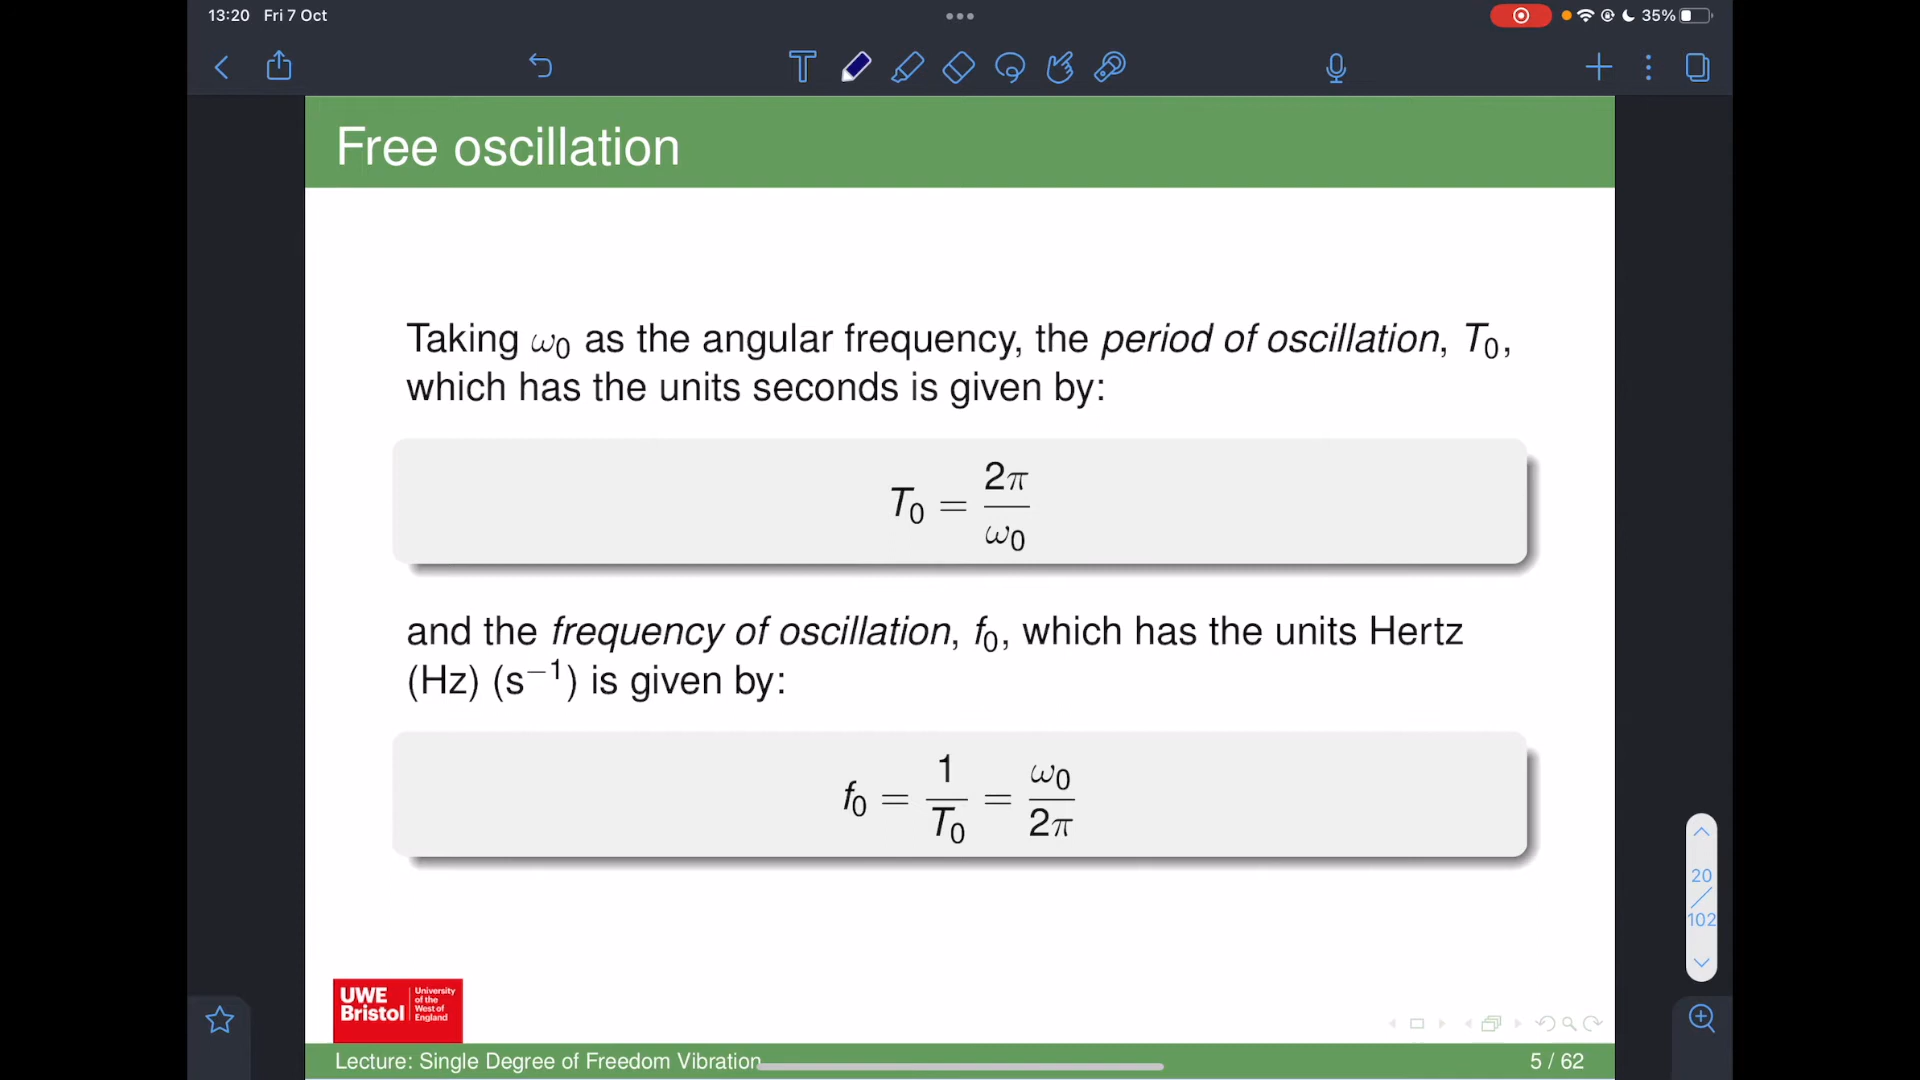 13:20 Fri 7 Oct
35%
Free oscillation
Taking ω₀ as the angular frequency, the period of oscillation, T₀,
which has the units seconds is given by:
T₀ = 2π / ω₀
and the frequency of oscillation, f₀, which has the units Hertz
(Hz) (s⁻¹) is given by:
f₀ = 1 / T₀ = ω₀ / 2π
20
102
UWE
Bristol
University
of the
West of
England
Lecture: Single Degree of Freedom Vibration
5 / 62